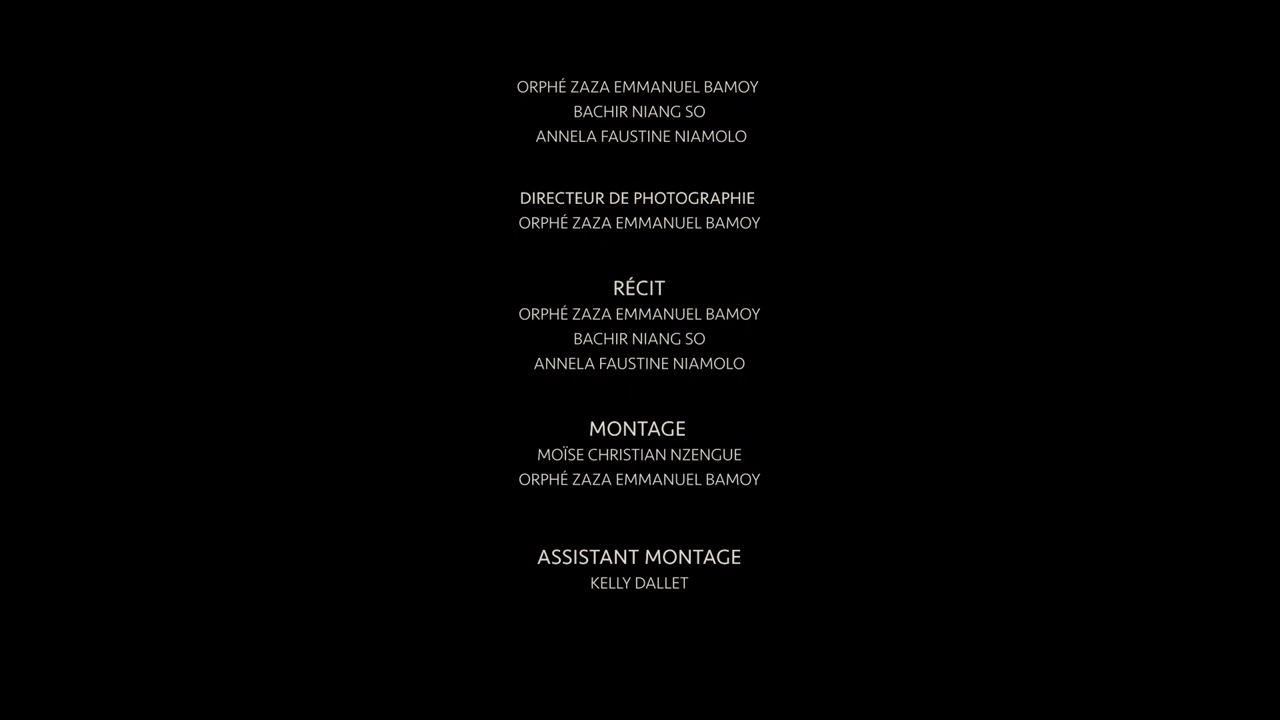 ORPHÉ ZAZA EMMANUEL BAMOY
BACHIR NIANG SO
ANNELA FAUSTINE NIAMOLO
DIRECTEUR DE PHOTOGRAPHIE
ORPHÉ ZAZA EMMANUEL BAMOY
RÉCIT
ORPHÉ ZAZA EMMANUEL BAMOY
BACHIR NIANG SO
ANNELA FAUSTINE NIAMOLO
MONTAGE
MOÏSE CHRISTIAN NZENGUE
ORPHÉ ZAZA EMMANUEL BAMOY
ASSISTANT MONTAGE
KELLY DALLET